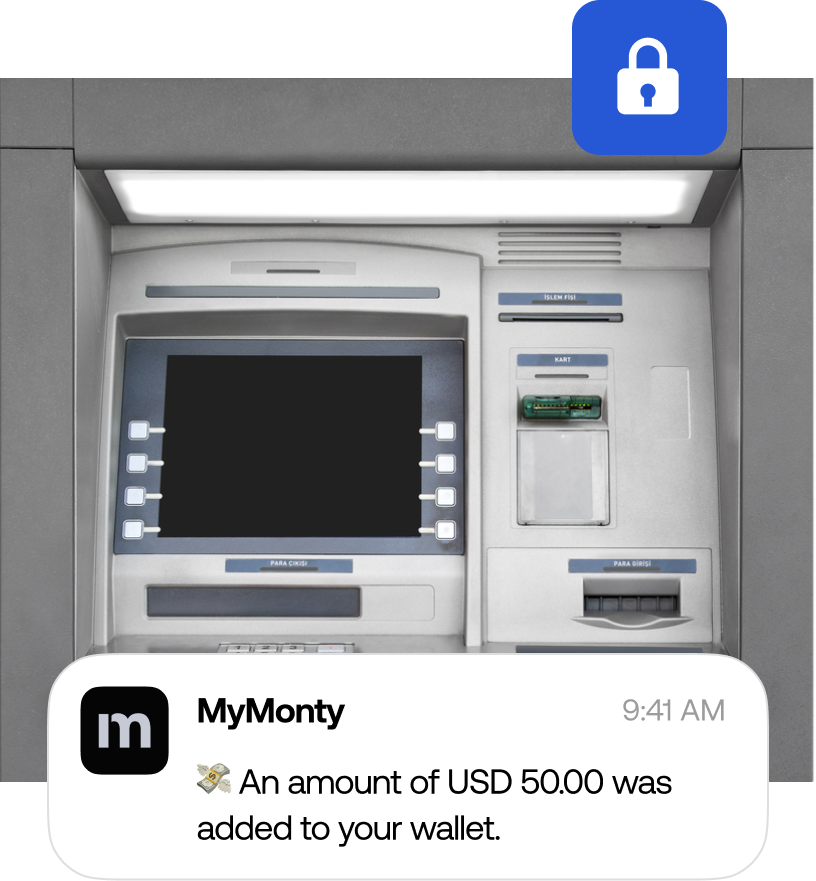 İŞLEM FİŞİ
KART
PARA ÇIKIŞI
PARA GİRİŞİ
m
MyMonty
9:41 AM
💸 An amount of USD 50.00 was
added to your wallet.